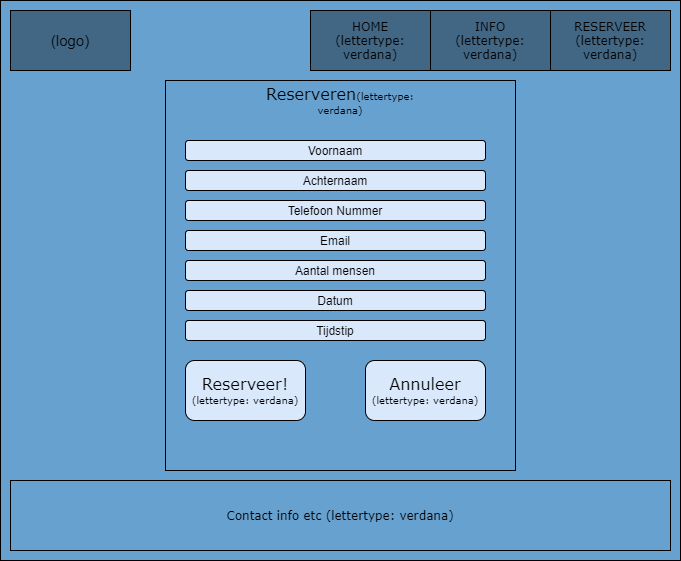 (logo)
HOME
(lettertype:
verdana)
INFO
(lettertype:
verdana)
RESERVEER
(lettertype:
verdana)
Reserveren(lettertype:
verdana)
Voornaam
Achternaam
Telefoon Nummer
Email
Aantal mensen
Datum
Tijdstip
Reserveer!
(lettertype: verdana)
Annuleer
(lettertype: verdana)
Contact info etc (lettertype: verdana)